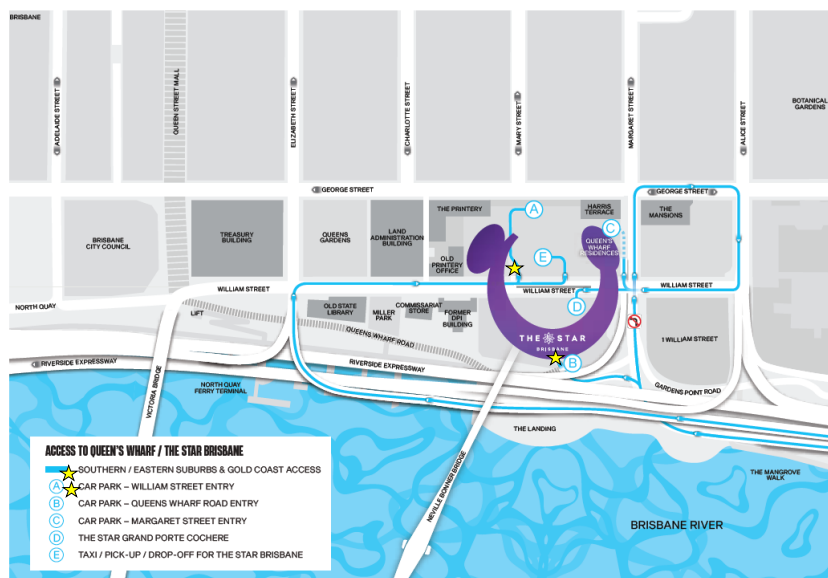 BRISBANE
ADELAIDE STREET
QUEEN STREET MALL
ELIZABETH STREET
CHARLOTTE STREET
MARY STREET
MARGARET STREET
ALICE STREET
BOTANICAL
GARDENS
GEORGE STREET
GEORGE STREET
THE PRINTERY
A
HARRIS
TERRACE
THE
MANSIONS
BRISBANE
CITY COUNCIL
TREASURY
BUILDING
QUEENS
GARDENS
LAND
ADMINISTRATION
BUILDING
OLD
PRINTERY
OFFICE
E
C
QUEEN'S
WHARF
RESIDENCES
WILLIAM STREET
WILLIAM STREET
WILLIAM STREET
D
NORTH QUAY
LIFT
OLD STATE
LIBRARY
MILLER
PARK
COMMISSARIAT
STORE
FORMER
DPI
BUILDING
QUEENS WHARF ROAD
THE STAR
BRISBANE
B
1 WILLIAM STREET
RIVERSIDE EXPRESSWAY
RIVERSIDE EXPRESSWAY
GARDENS POINT ROAD
VICTORIA BRIDGE
NORTH QUAY
FERRY TERMINAL
THE LANDING
NEVILLE BONNER BRIDGE
THE MANGROVE
WALK
BRISBANE RIVER
ACCESS TO QUEEN'S WHARF / THE STAR BRISBANE
SOUTHERN / EASTERN SUBURBS & GOLD COAST ACCESS
A CAR PARK – WILLIAM STREET ENTRY
B CAR PARK – QUEENS WHARF ROAD ENTRY
C CAR PARK – MARGARET STREET ENTRY
D THE STAR GRAND PORTE COCHERE
E TAXI / PICK-UP / DROP-OFF FOR THE STAR BRISBANE